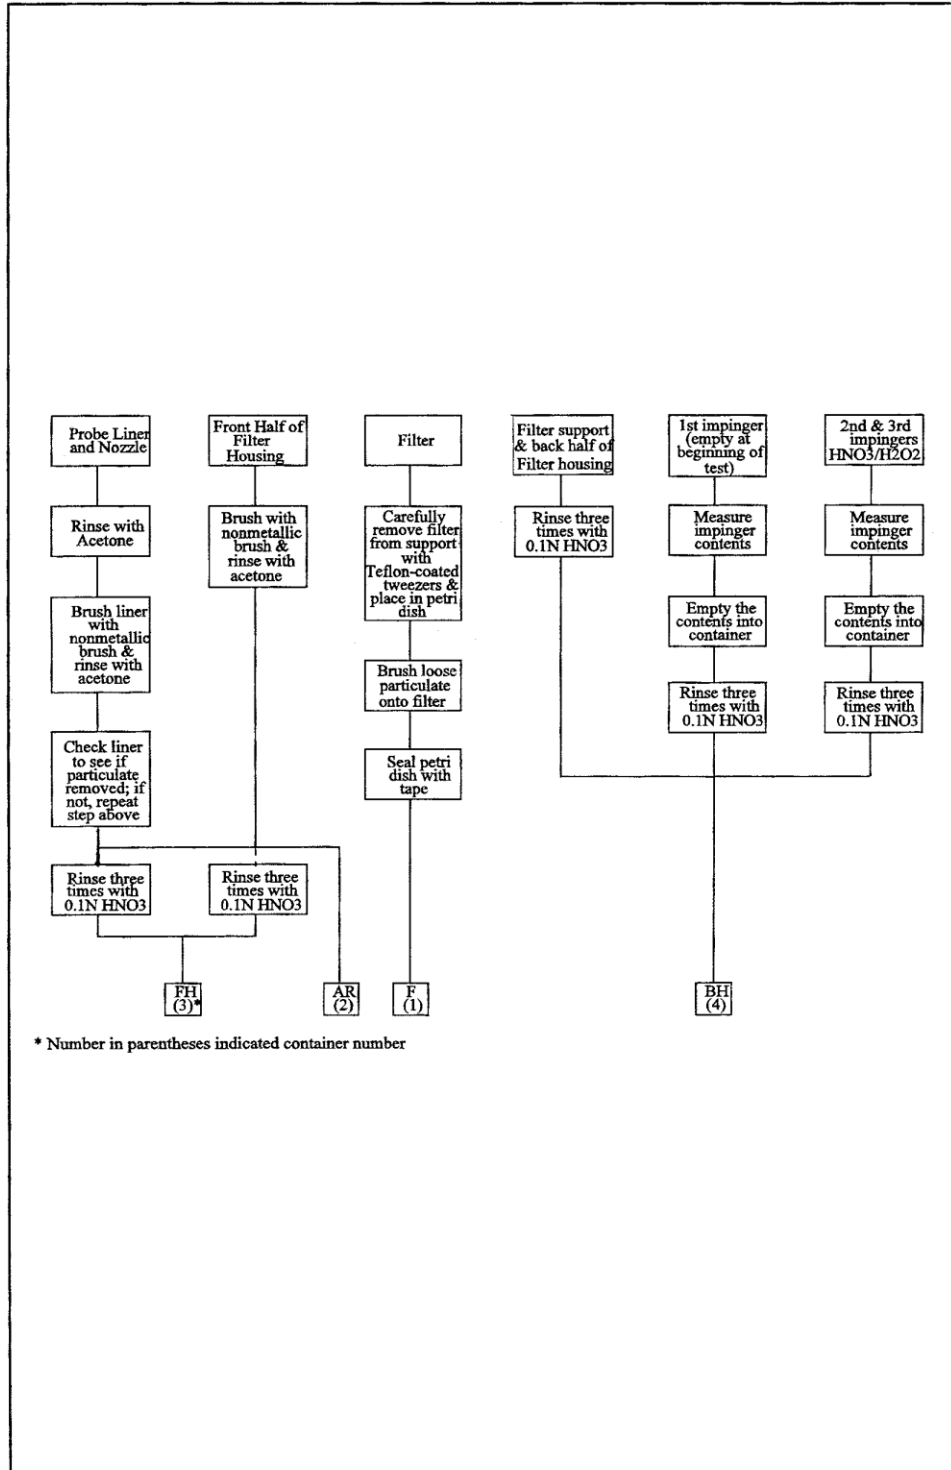 Probe Liner
and Nozzle
Rinse with
Acetone
Brush liner
with
nonmetallic
brush &
rinse with
acetone
Check liner
to see if
particulate
removed; if
not, repeat
step above
Rinse three
times with
0.1N HNO3
Front Half of
Filter
Housing
Brush with
nonmetallic
brush &
rinse with
acetone
Rinse three
times with
0.1N HNO3
FH
(3)*
AR
(2)
Filter
Carefully
remove filter
from support
with
Teflon-coated
tweezers &
place in petri
dish
Brush loose
particulate
onto filter
Seal petri
dish with
tape
F
(1)
Filter support
& back half of
Filter housing
Rinse three
times with
0.1N HNO3
1st impinger
(empty at
beginning of
test)
Measure
impinger
contents
Empty the
contents into
container
Rinse three
times with
0.1N HNO3
2nd & 3rd
impingers
HNO3/H2O2
Measure
impinger
contents
Empty the
contents into
container
Rinse three
times with
0.1N HNO3
BH
(4)
* Number in parentheses indicated container number